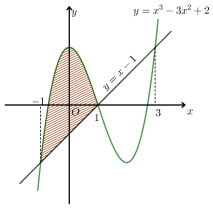 y
y = x³ − 3x² + 2
y = x − 1
−1
O
1
3
x